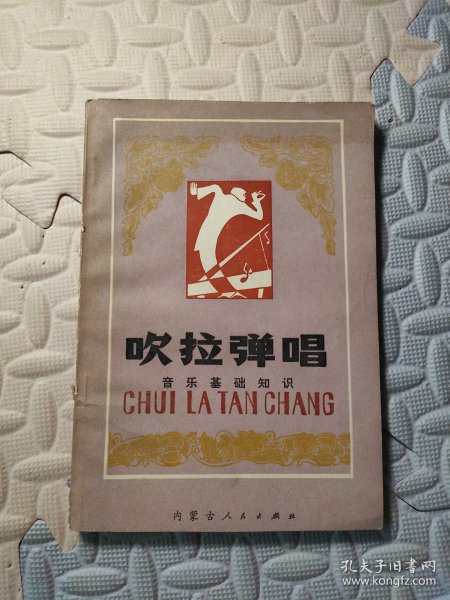 吹拉弹唱
音乐基础知识
CHUI LA TAN CHANG
内蒙古人民出版社
孔夫子旧书网
www.kongfz.com